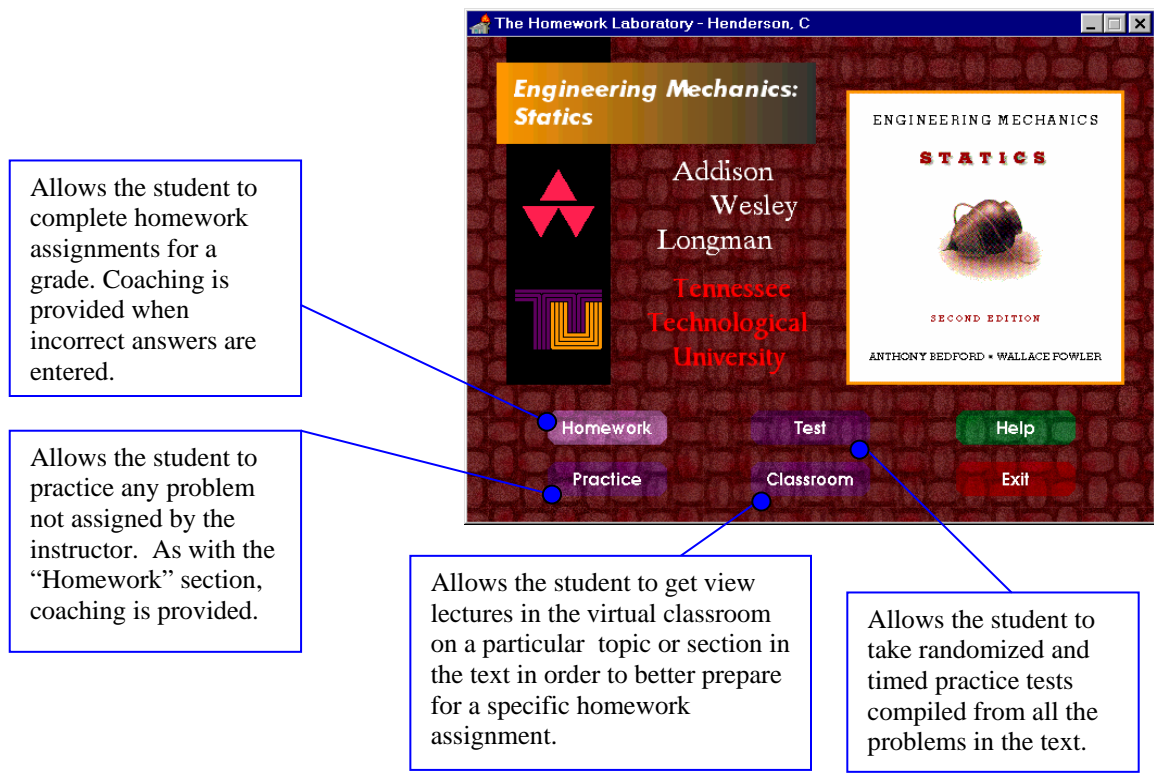 The Homework Laboratory - Henderson, C
Engineering Mechanics:
Statics
Addison
Wesley
Longman
Tennessee
Technological
University
ENGINEERING MECHANICS
STATICS
SECOND EDITION
ANTHONY BEDFORD • WALLACE FOWLER
Homework
Test
Help
Practice
Classroom
Exit
Allows the student to
complete homework
assignments for a
grade. Coaching is
provided when
incorrect answers are
entered.
Allows the student to
practice any problem
not assigned by the
instructor.  As with the
“Homework” section,
coaching is provided.
Allows the student to get view
lectures in the virtual classroom
on a particular  topic or section in
the text in order to better prepare
for a specific homework
assignment.
Allows the student to
take randomized and
timed practice tests
compiled from all the
problems in the text.